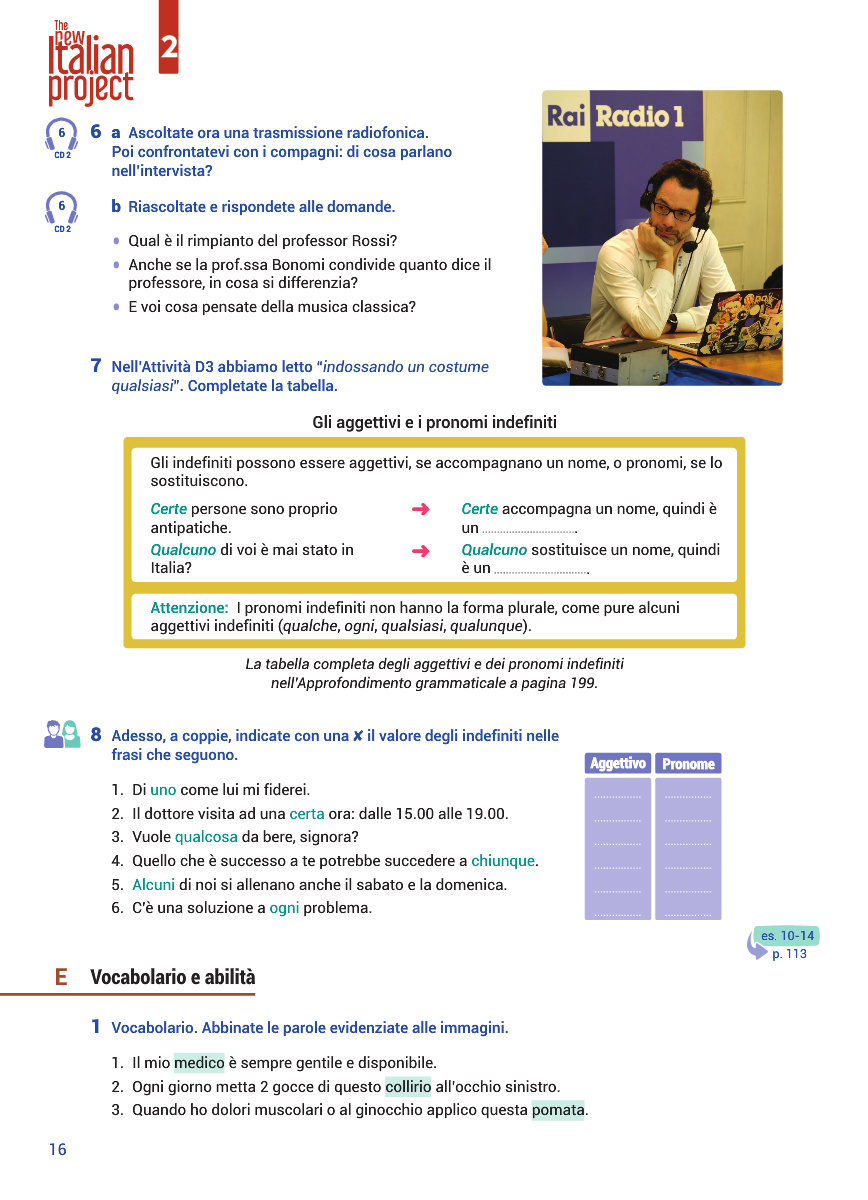 The
new
Italian
project
2
6
CD 2
6 a Ascoltate ora una trasmissione radiofonica.
Poi confrontatevi con i compagni: di cosa parlano
nell'intervista?
6
CD 2
b Riascoltate e rispondete alle domande.
• Qual è il rimpianto del professor Rossi?
• Anche se la prof.ssa Bonomi condivide quanto dice il
professore, in cosa si differenzia?
• E voi cosa pensate della musica classica?
Rai Radio 1
7 Nell'Attività D3 abbiamo letto "indossando un costume
qualsiasi". Completate la tabella.
Gli aggettivi e i pronomi indefiniti
Gli indefiniti possono essere aggettivi, se accompagnano un nome, o pronomi, se lo
sostituiscono.
Certe persone sono proprio
antipatiche.
➜
Certe accompagna un nome, quindi è
un ..............................
Qualcuno di voi è mai stato in
Italia?
➜
Qualcuno sostituisce un nome, quindi
è un ..............................
Attenzione: I pronomi indefiniti non hanno la forma plurale, come pure alcuni
aggettivi indefiniti (qualche, ogni, qualsiasi, qualunque).
La tabella completa degli aggettivi e dei pronomi indefiniti
nell'Approfondimento grammaticale a pagina 199.
8 Adesso, a coppie, indicate con una ✘ il valore degli indefiniti nelle
frasi che seguono.
Aggettivo Pronome
1. Di uno come lui mi fiderei.
2. Il dottore visita ad una certa ora: dalle 15.00 alle 19.00.
3. Vuole qualcosa da bere, signora?
4. Quello che è successo a te potrebbe succedere a chiunque.
5. Alcuni di noi si allenano anche il sabato e la domenica.
6. C'è una soluzione a ogni problema.
es. 10-14
p. 113
E Vocabolario e abilità
1 Vocabolario. Abbinate le parole evidenziate alle immagini.
1. Il mio medico è sempre gentile e disponibile.
2. Ogni giorno metta 2 gocce di questo collirio all'occhio sinistro.
3. Quando ho dolori muscolari o al ginocchio applico questa pomata.
16